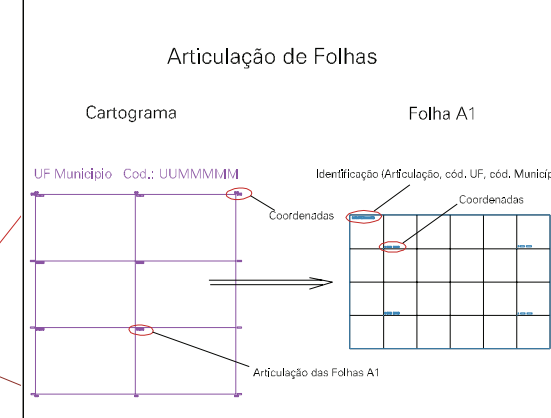 Articulação de Folhas
Cartograma
Folha A1
UF Municipio Cod.: UUMMMMM
Identificação (Articulação, cód. UF, cód. Municíp
Coordenadas
Coordenadas
Articulação das Folhas A1